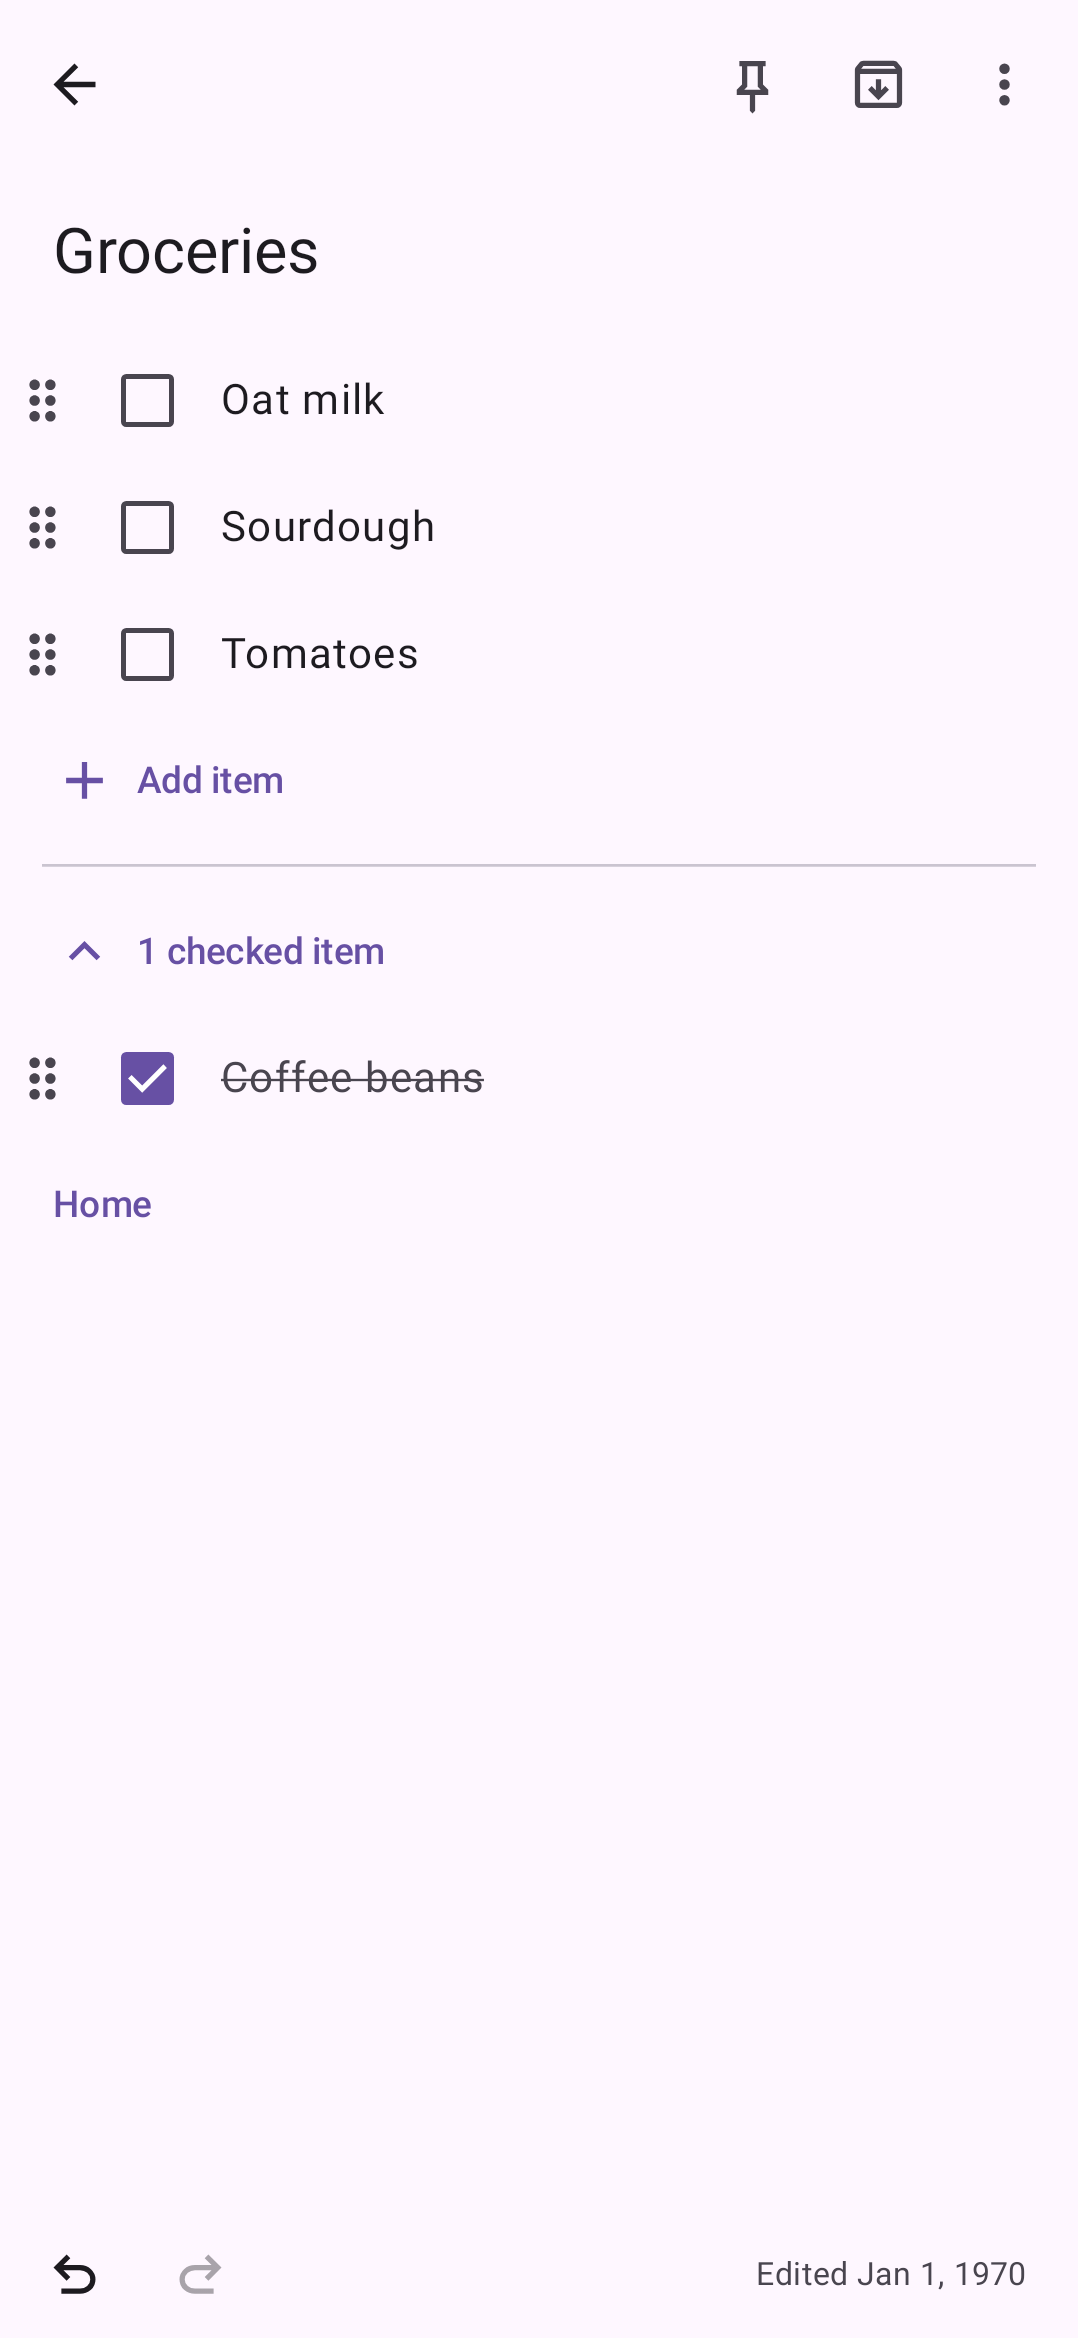 Groceries
Oat milk
Sourdough
Tomatoes
Add item
1 checked item
Coffee beans
Home
Edited Jan 1, 1970